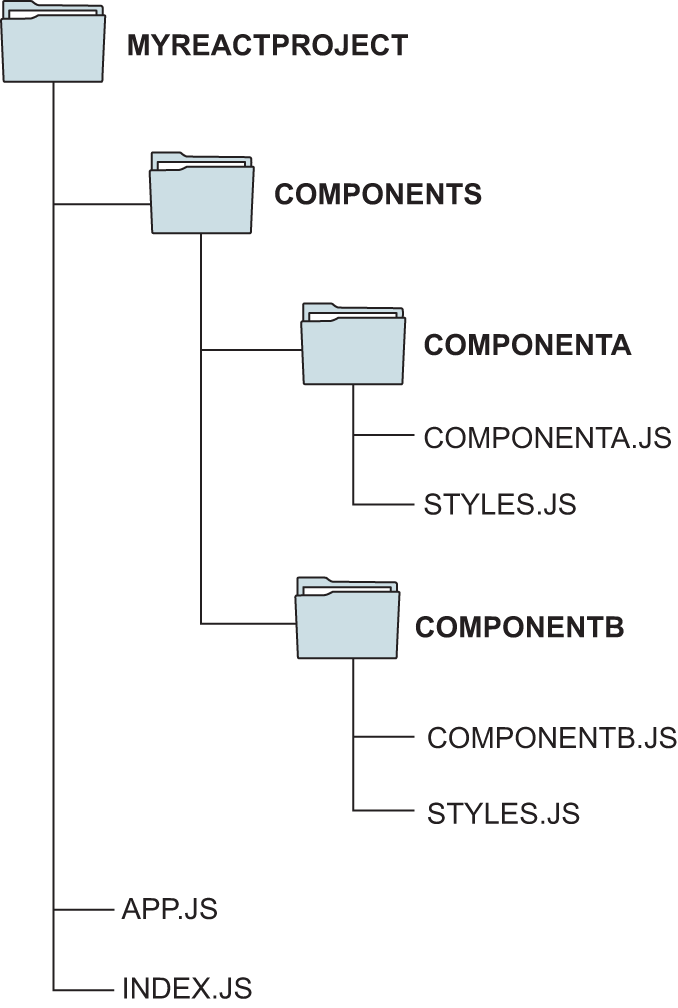 MYREACTPROJECT
COMPONENTS
COMPONENTA
COMPONENTA.JS
STYLES.JS
COMPONENTB
COMPONENTB.JS
STYLES.JS
APP.JS
INDEX.JS